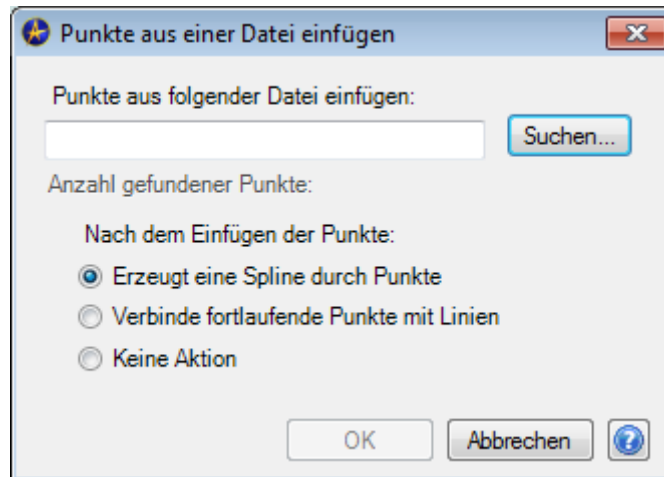 Punkte aus einer Datei einfügen
Punkte aus folgender Datei einfügen:
Suchen...
Anzahl gefundener Punkte:
Nach dem Einfügen der Punkte:
Erzeugt eine Spline durch Punkte
Verbinde fortlaufende Punkte mit Linien
Keine Aktion
OK Abbrechen ?